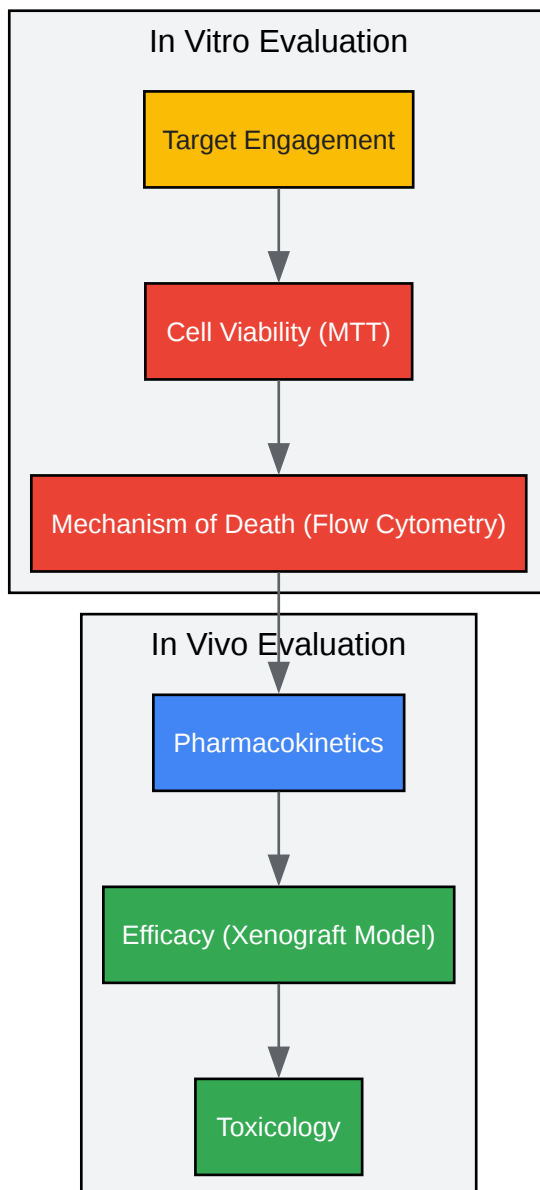 In Vitro Evaluation
Target Engagement
Cell Viability (MTT)
Mechanism of Death (Flow Cytometry)
In Vivo Evaluation
Pharmacokinetics
Efficacy (Xenograft Model)
Toxicology